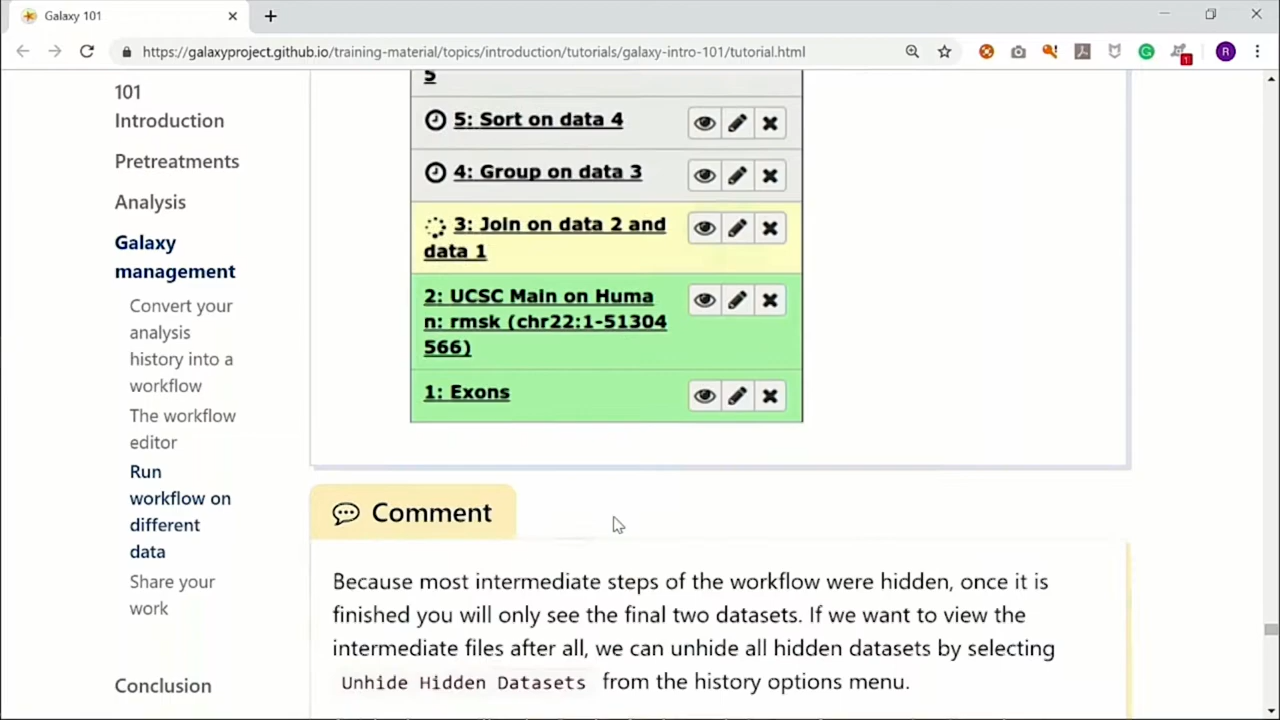 Galaxy 101
https://galaxyproject.github.io/training-material/topics/introduction/tutorials/galaxy-intro-101/tutorial.html
1
R
101
Introduction
Pretreatments
Analysis
Galaxy
management
Convert your
analysis
history into a
workflow
The workflow
editor
Run
workflow on
different
data
Share your
work
Conclusion
5
5: Sort on data 4
4: Group on data 3
3: Join on data 2 and
data 1
2: UCSC Main on Huma
n: rmsk (chr22:1-51304
566)
1: Exons
Comment
Because most intermediate steps of the workflow were hidden, once it is
finished you will only see the final two datasets. If we want to view the
intermediate files after all, we can unhide all hidden datasets by selecting
Unhide Hidden Datasets from the history options menu.